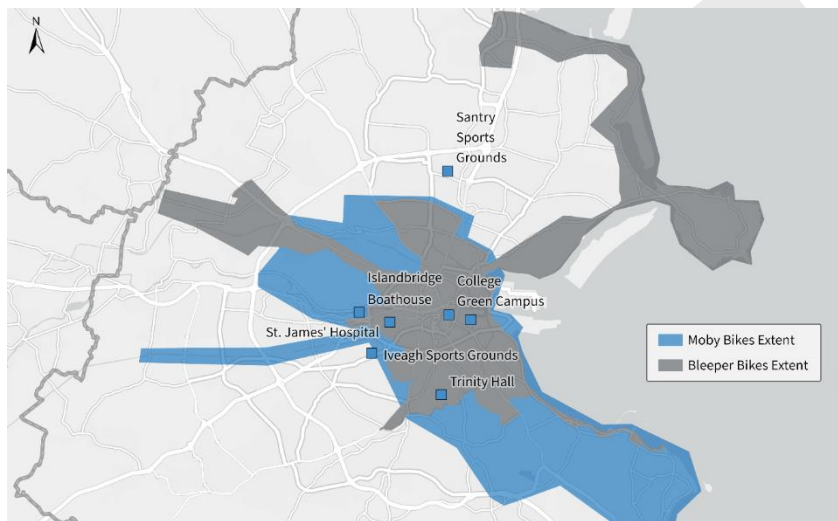 N
Santry
Sports
Grounds
Islandbridge
Boathouse
College
Green Campus
St. James' Hospital
Iveagh Sports Grounds
Trinity Hall
Moby Bikes Extent
Bleeper Bikes Extent